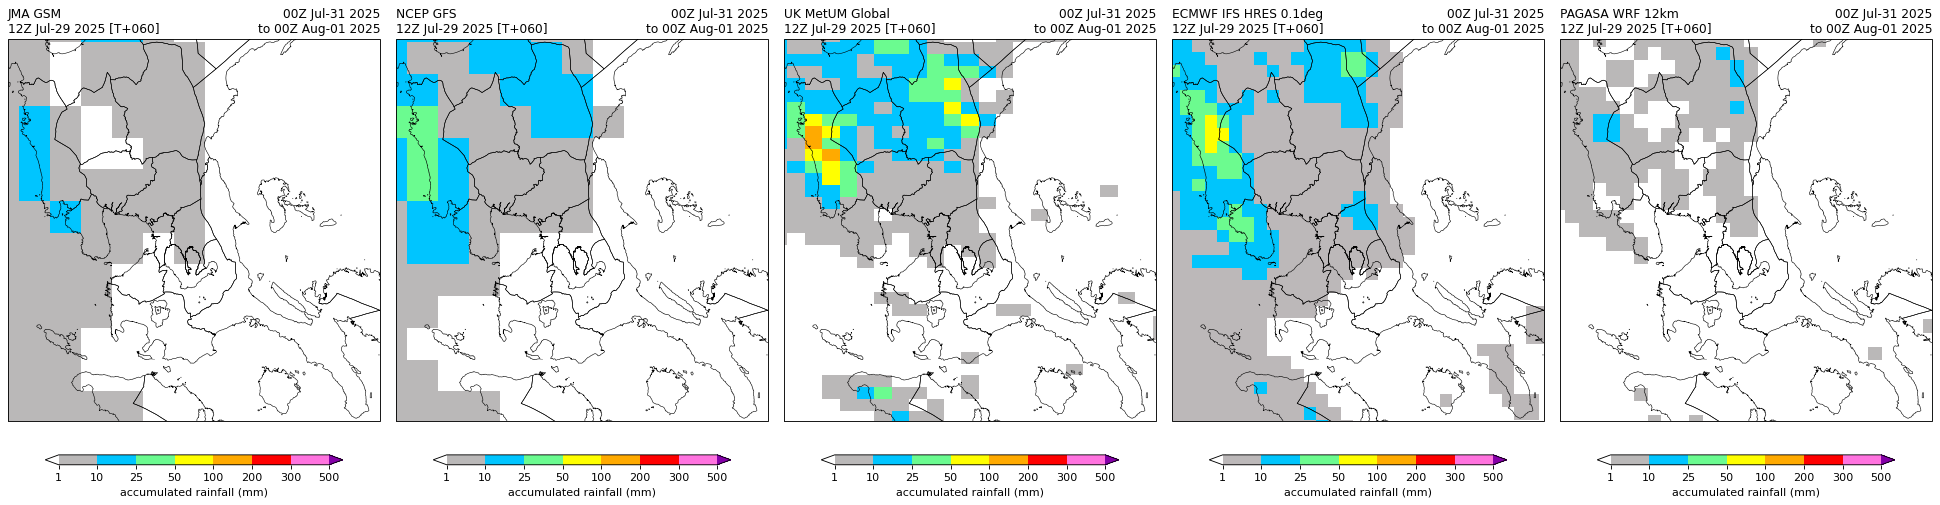 JMA GSM 00Z Jul-31 2025
12Z Jul-29 2025 [T+060] to 00Z Aug-01 2025
1 10 25 50 100 200 300 500
accumulated rainfall (mm)
NCEP GFS 00Z Jul-31 2025
12Z Jul-29 2025 [T+060] to 00Z Aug-01 2025
1 10 25 50 100 200 300 500
accumulated rainfall (mm)
UK MetUM Global 00Z Jul-31 2025
12Z Jul-29 2025 [T+060] to 00Z Aug-01 2025
1 10 25 50 100 200 300 500
accumulated rainfall (mm)
ECMWF IFS HRES 0.1deg 00Z Jul-31 2025
12Z Jul-29 2025 [T+060] to 00Z Aug-01 2025
1 10 25 50 100 200 300 500
accumulated rainfall (mm)
PAGASA WRF 12km 00Z Jul-31 2025
12Z Jul-29 2025 [T+060] to 00Z Aug-01 2025
1 10 25 50 100 200 300 500
accumulated rainfall (mm)